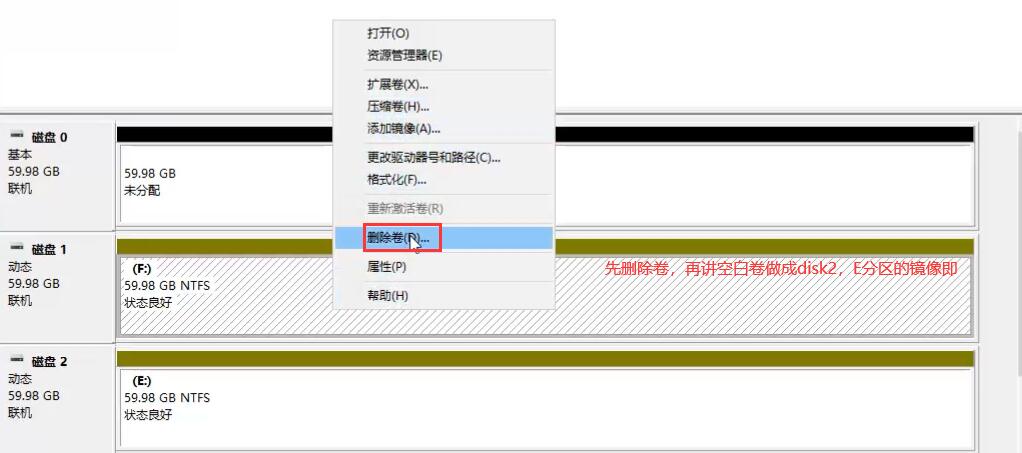 打开(O)
资源管理器(E)
扩展卷(X)...
压缩卷(H)...
添加镜像(A)...
更改驱动器号和路径(C)...
格式化(F)...
重新激活卷(R)
删除卷(D)...
属性(P)
帮助(H)
磁盘 0
基本
59.98 GB
联机
59.98 GB
未分配
磁盘 1
动态
59.98 GB
联机
(F:)
59.98 GB NTFS
状态良好
先删除卷，再讲空白卷做成disk2，E分区的镜像即
磁盘 2
动态
59.98 GB
联机
(E:)
59.98 GB NTFS
状态良好